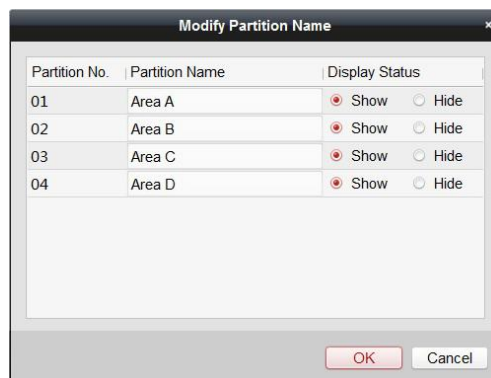 Modify Partition Name ×
Partition No. Partition Name Display Status
01 Area A Show Hide
02 Area B Show Hide
03 Area C Show Hide
04 Area D Show Hide
OK Cancel